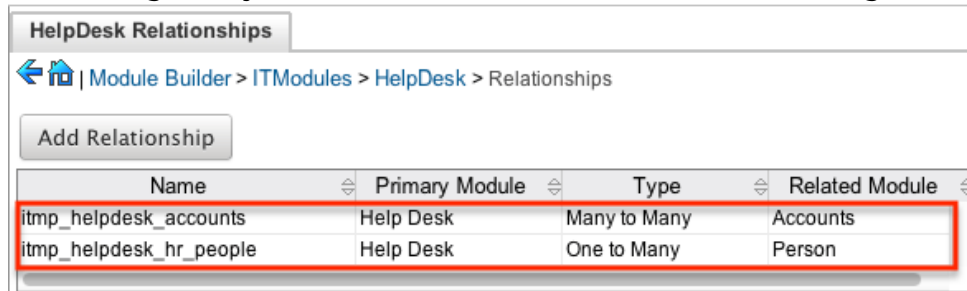 HelpDesk Relationships
| Module Builder > ITModules > HelpDesk > Relationships
Add Relationship
Name Primary Module Type Related Module
itmp_helpdesk_accounts Help Desk Many to Many Accounts
itmp_helpdesk_hr_people Help Desk One to Many Person